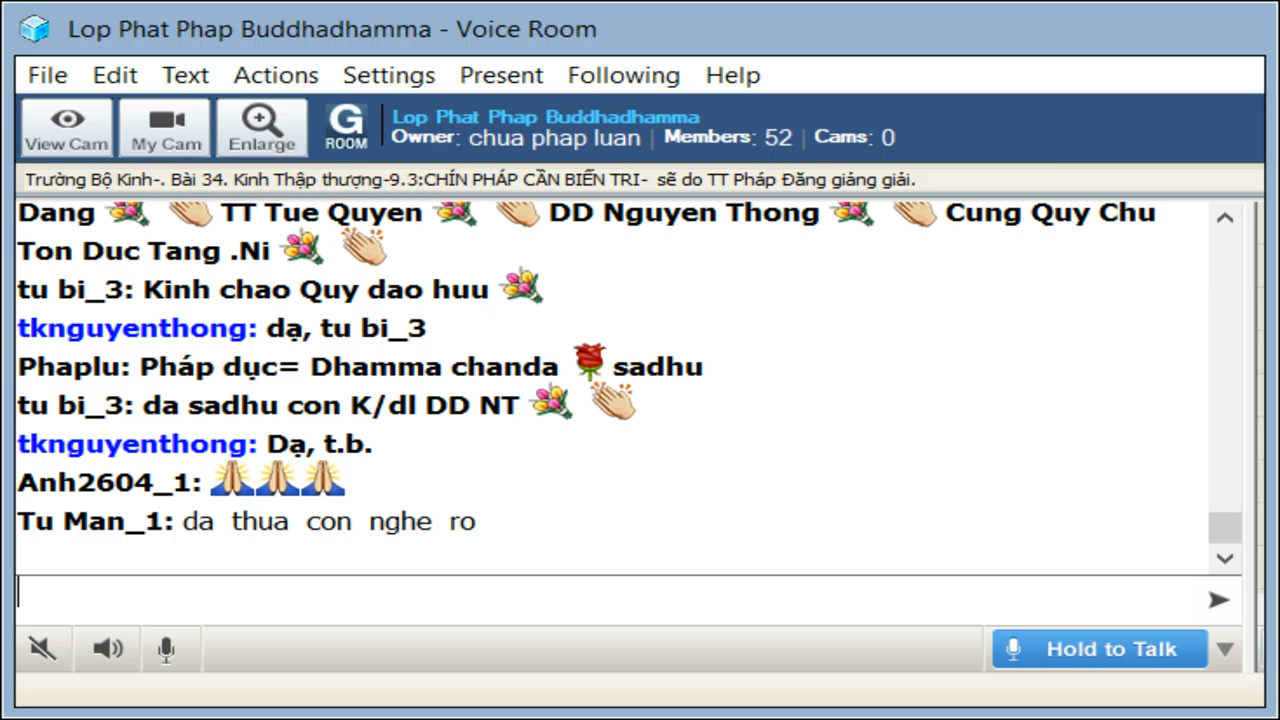 Lop Phat Phap Buddhadhamma - Voice Room
File Edit Text Actions Settings Present Following Help
View Cam My Cam Enlarge G ROOM
Lop Phat Phap Buddhadhamma
Owner: chua phap luan | Members: 52 | Cams: 0
Trường Bộ Kinh-. Bài 34. Kinh Thập thượng-9.3:CHÍN PHÁP CẦN BIẾN TRI- sẽ do TT Pháp Đăng giảng giải.
Dang TT Tue Quyen DD Nguyen Thong Cung Quy Chu
Ton Duc Tang .Ni
tu bi_3: Kinh chao Quy dao huu
tknguyenthong: dạ, tu bi_3
Phaplu: Pháp dục= Dhamma chanda sadhu
tu bi_3: da sadhu con K/dl DD NT
tknguyenthong: Dạ, t.b.
Anh2604_1:
Tu Man_1: da thua con nghe ro
Hold to Talk